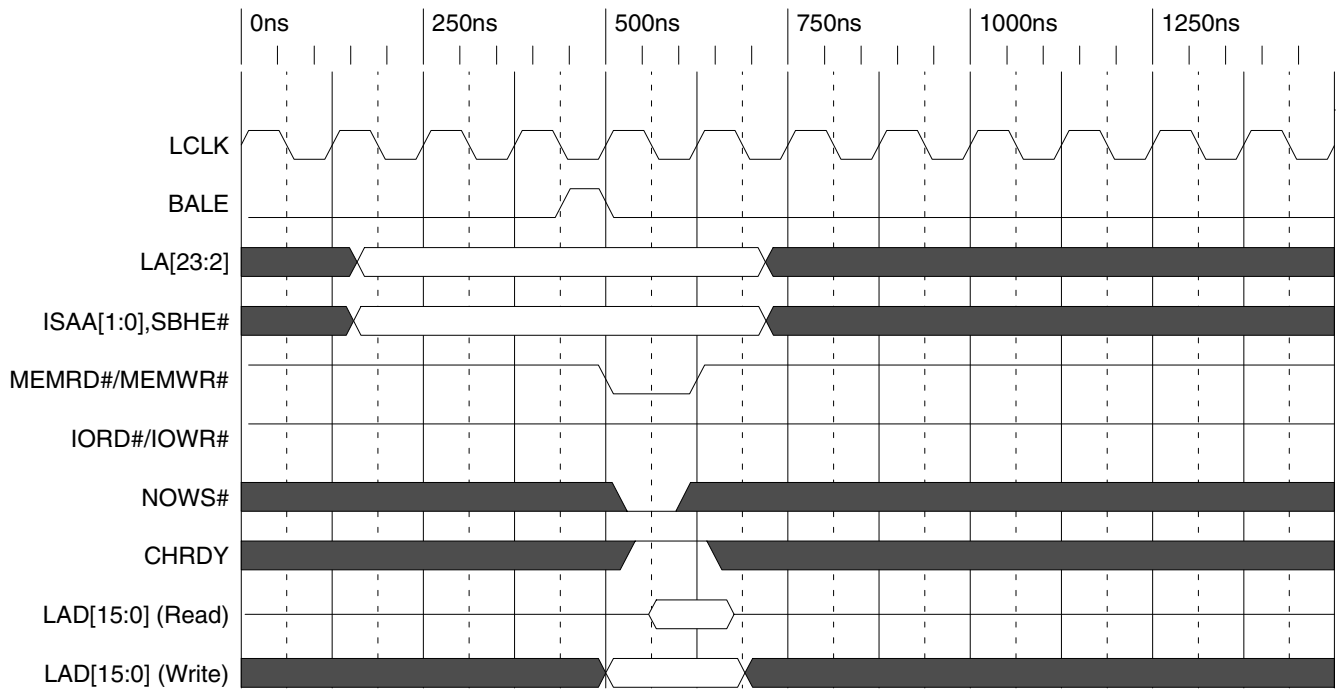 0ns 250ns 500ns 750ns 1000ns 1250ns
LCLK
BALE
LA[23:2]
ISAA[1:0],SBHE#
MEMRD#/MEMWR#
IORD#/IOWR#
NOWS#
CHRDY
LAD[15:0] (Read)
LAD[15:0] (Write)